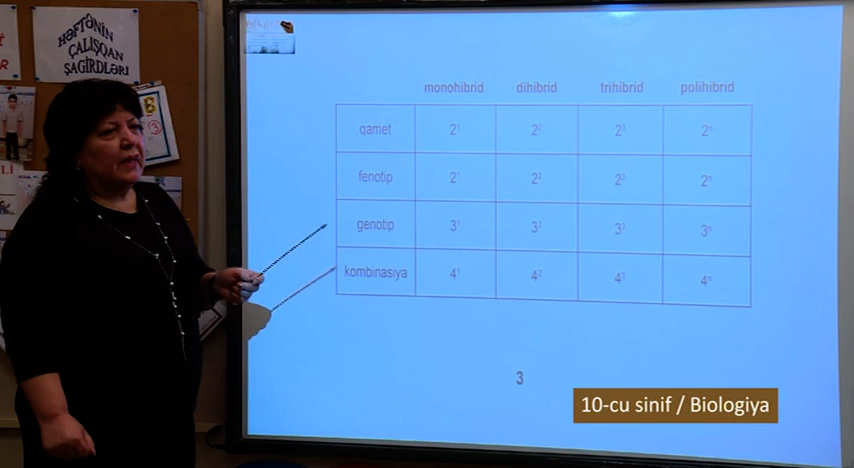 HƏFTƏNİN
ÇALIŞQAN
ŞAGİRDLƏRİ
monohibrid dihibrid trihibrid polihibrid
qamet 2¹ 2² 2³ 2ⁿ
fenotip 2¹ 2² 2³ 2ⁿ
genotip 3¹ 3² 3³ 3ⁿ
kombinasiya 4¹ 4² 4³ 4ⁿ
3
10-cu sinif / Biologiya